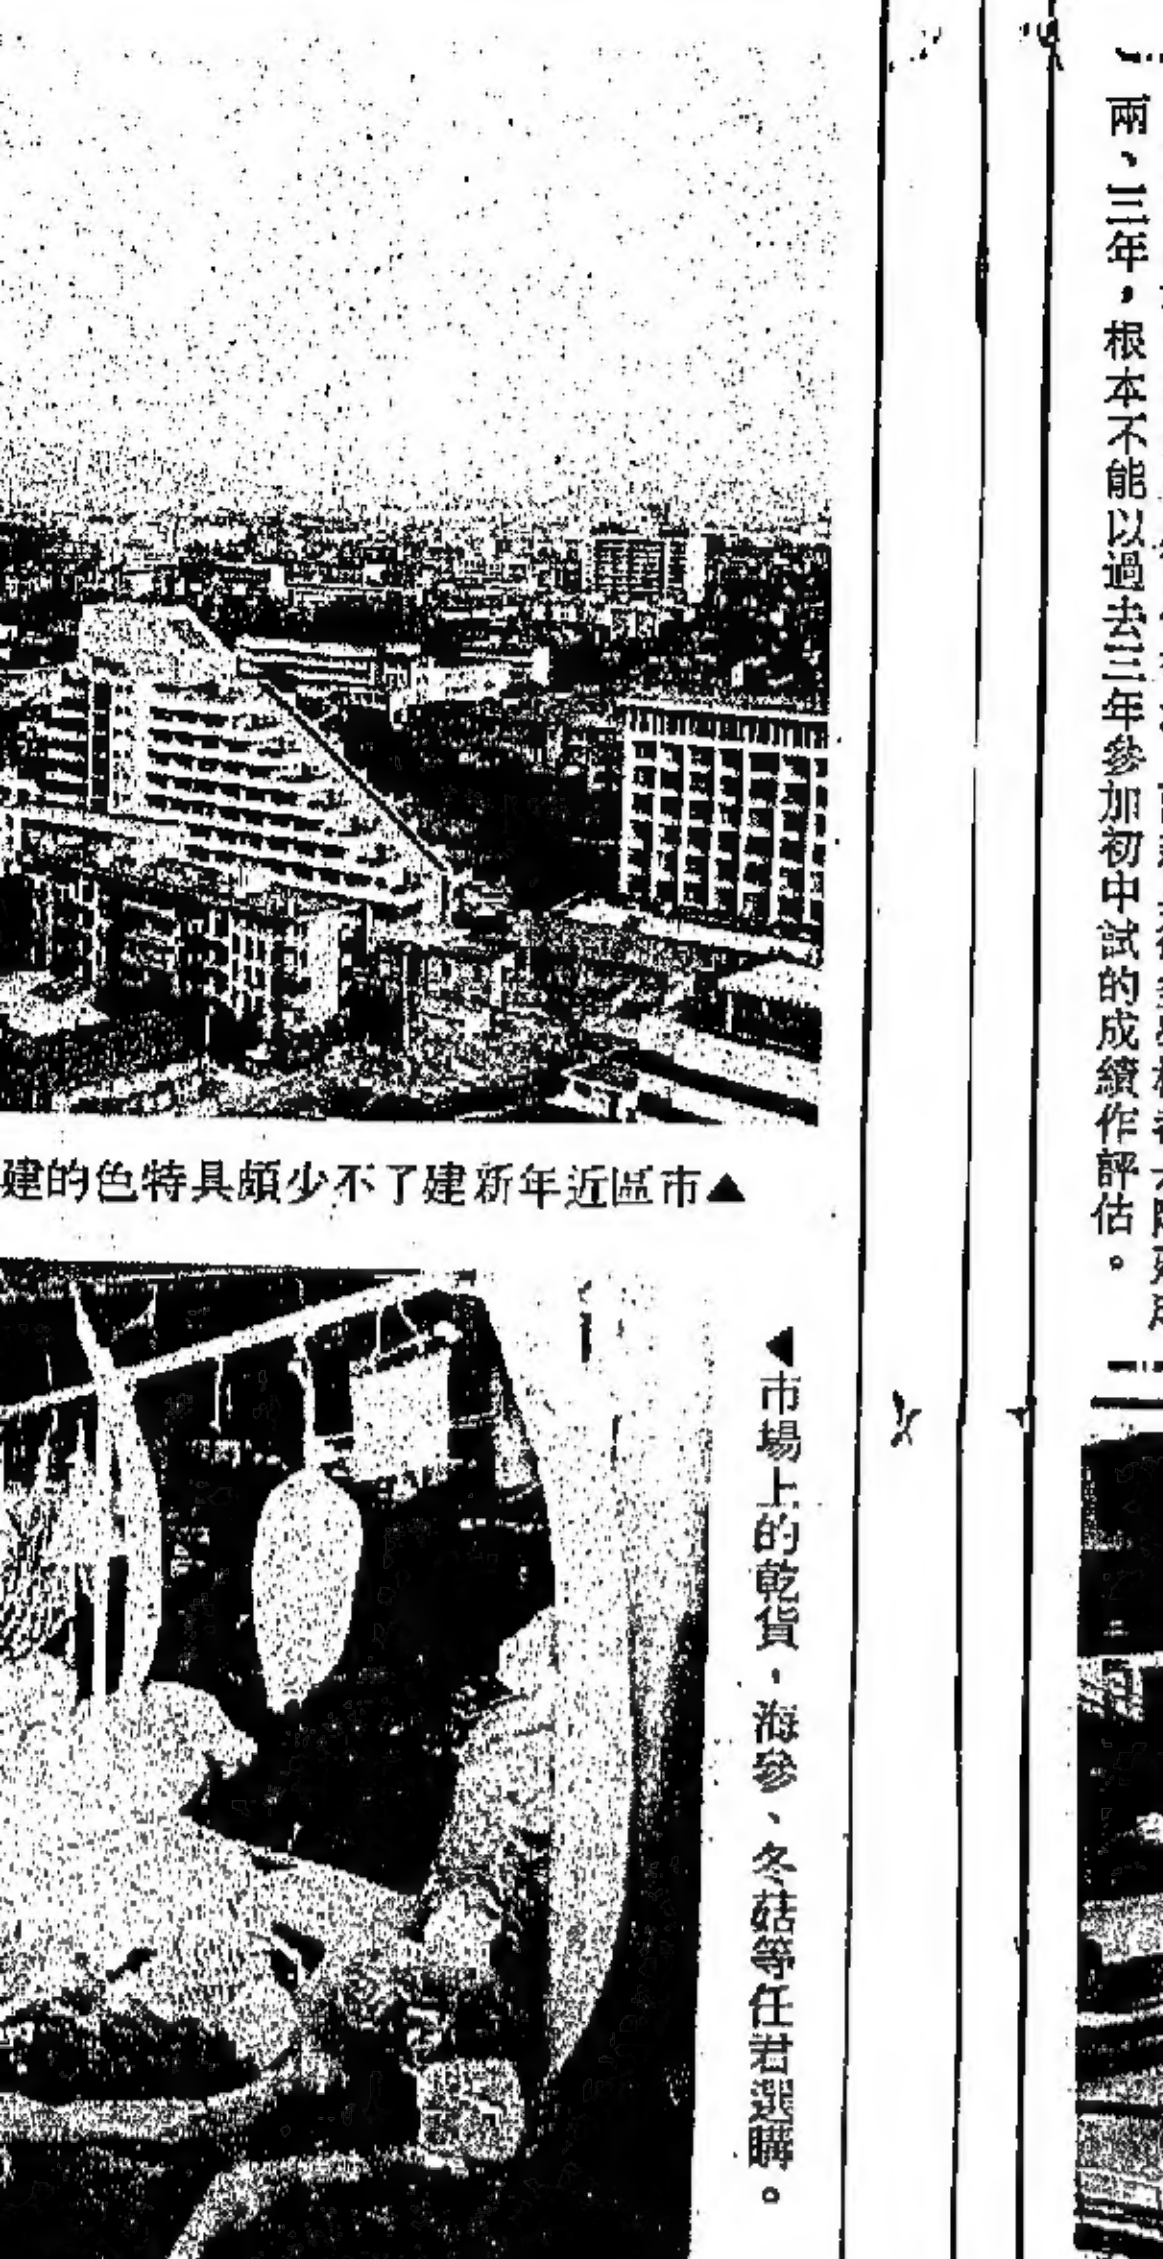 兩、三年，根本不能以過去三年參加初中試的成績作評估。
▲市區近年新建了不少頗具特色的建
◀市場上的乾貨，海參、冬菇等任君選購。